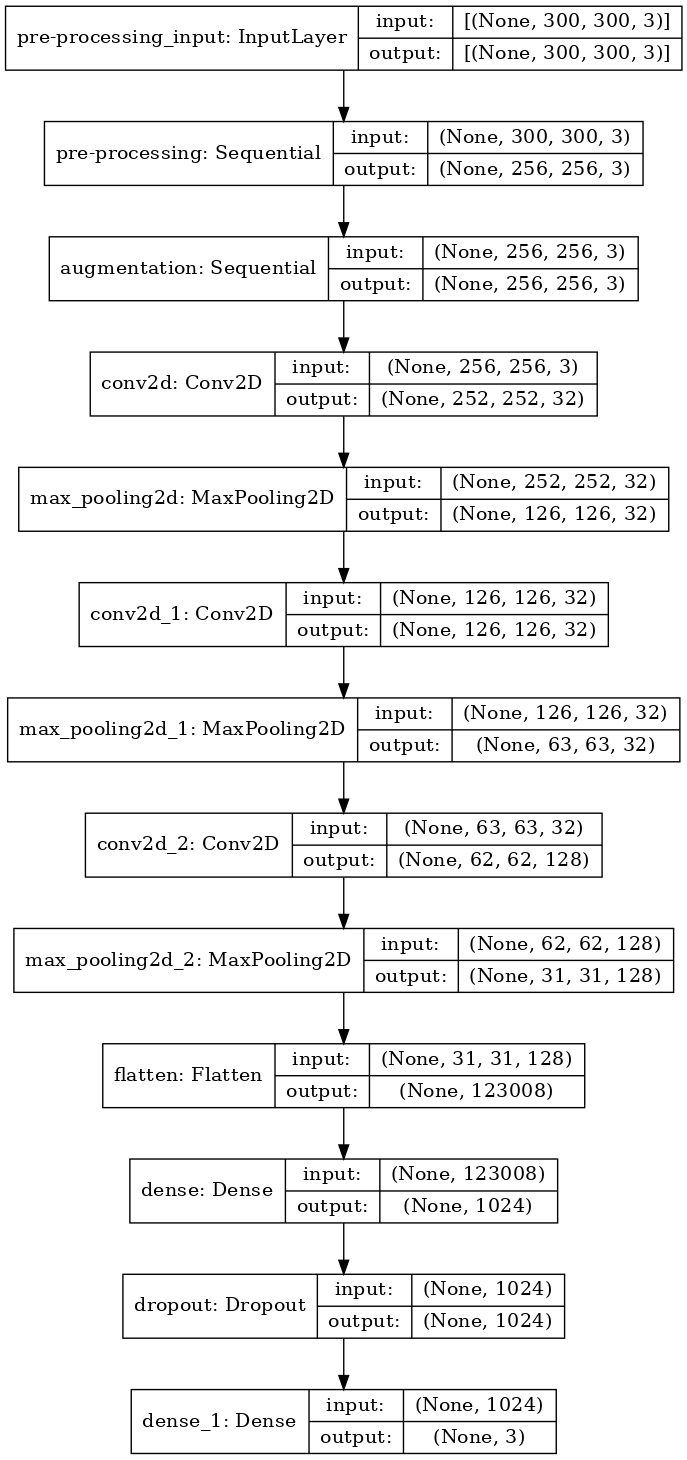 pre-processing_input: InputLayer
input: [(None, 300, 300, 3)]
output: [(None, 300, 300, 3)]
pre-processing: Sequential
input: (None, 300, 300, 3)
output: (None, 256, 256, 3)
augmentation: Sequential
input: (None, 256, 256, 3)
output: (None, 256, 256, 3)
conv2d: Conv2D
input: (None, 256, 256, 3)
output: (None, 252, 252, 32)
max_pooling2d: MaxPooling2D
input: (None, 252, 252, 32)
output: (None, 126, 126, 32)
conv2d_1: Conv2D
input: (None, 126, 126, 32)
output: (None, 126, 126, 32)
max_pooling2d_1: MaxPooling2D
input: (None, 126, 126, 32)
output: (None, 63, 63, 32)
conv2d_2: Conv2D
input: (None, 63, 63, 32)
output: (None, 62, 62, 128)
max_pooling2d_2: MaxPooling2D
input: (None, 62, 62, 128)
output: (None, 31, 31, 128)
flatten: Flatten
input: (None, 31, 31, 128)
output: (None, 123008)
dense: Dense
input: (None, 123008)
output: (None, 1024)
dropout: Dropout
input: (None, 1024)
output: (None, 1024)
dense_1: Dense
input: (None, 1024)
output: (None, 3)